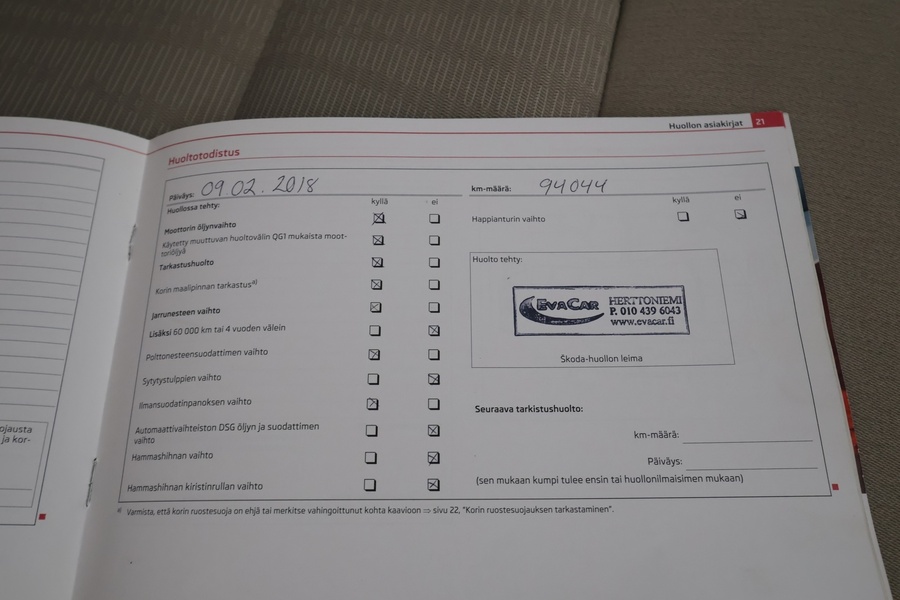 Huollon asiakirjat 21
Huoltotodistus
Päiväys: 09.02.2018
Huollossa tehty:
kyllä ei
Moottorin öljynvaihto
Käytetty muuttuvan huoltovälin QG1 mukaista moot-
toriöljyä
Tarkastushuolto
Korin maalipinnan tarkastus a)
Jarrunesteen vaihto
Lisäksi 60 000 km tai 4 vuoden välein
Polttonesteensuodattimen vaihto
Sytytystulppien vaihto
Ilmansuodatinpanoksen vaihto
Automaattivaihteiston DSG öljyn ja suodattimen
vaihto
Hammashihnan vaihto
Hammashihnan kiristinrullan vaihto
km-määrä: 94044
kyllä ei
Happianturin vaihto
Huolto tehty:
EVACAR
HERTTONIEMI
P. 010 439 6043
www.evacar.fi
Škoda-huollon leima
Seuraava tarkistushuolto:
km-määrä:
Päiväys:
(sen mukaan kumpi tulee ensin tai huollonilmaisimen mukaan)
a) Varmista, että korin ruostesuoja on ehjä tai merkitse vahingoittunut kohta kaavioon ⇒ sivu 22, "Korin ruostesuojauksen tarkastaminen".
ojausta
ja kor-